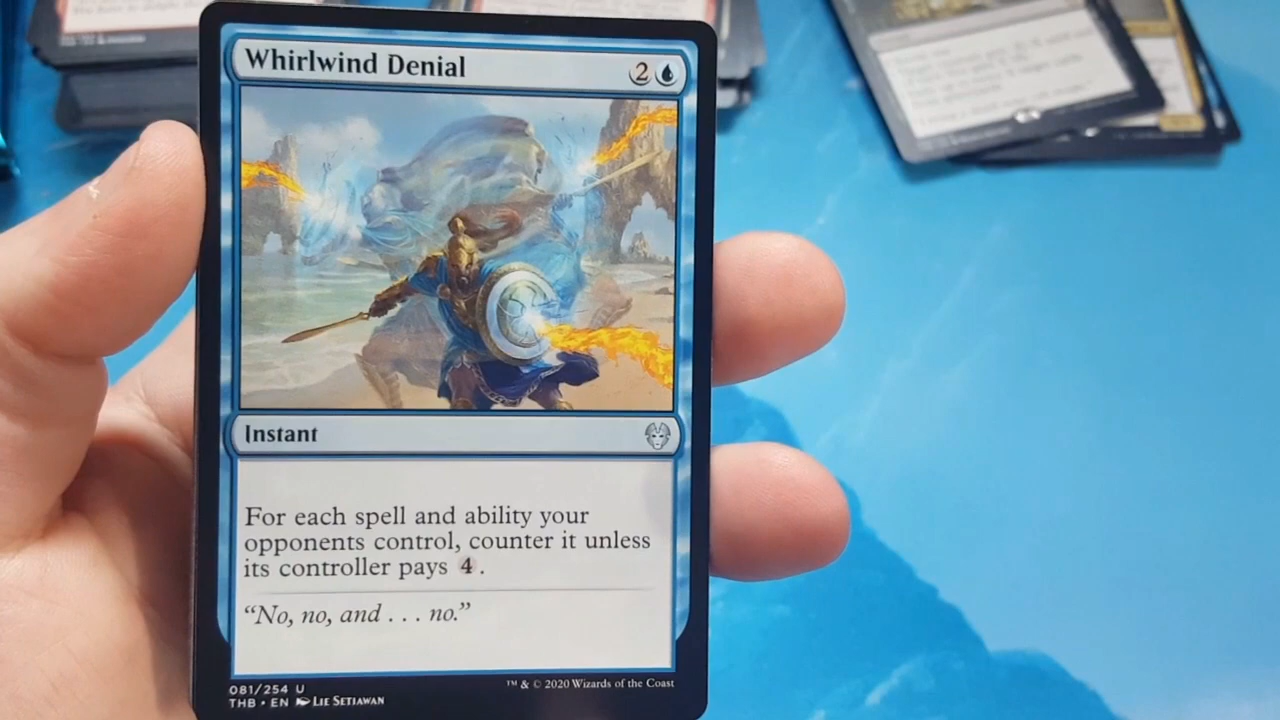 Whirlwind Denial
2
Instant
For each spell and ability your
opponents control, counter it unless
its controller pays 4.
“No, no, and . . . no.”
081/254 U
™ & © 2020 Wizards of the Coast
THB • EN Lie Setiawan